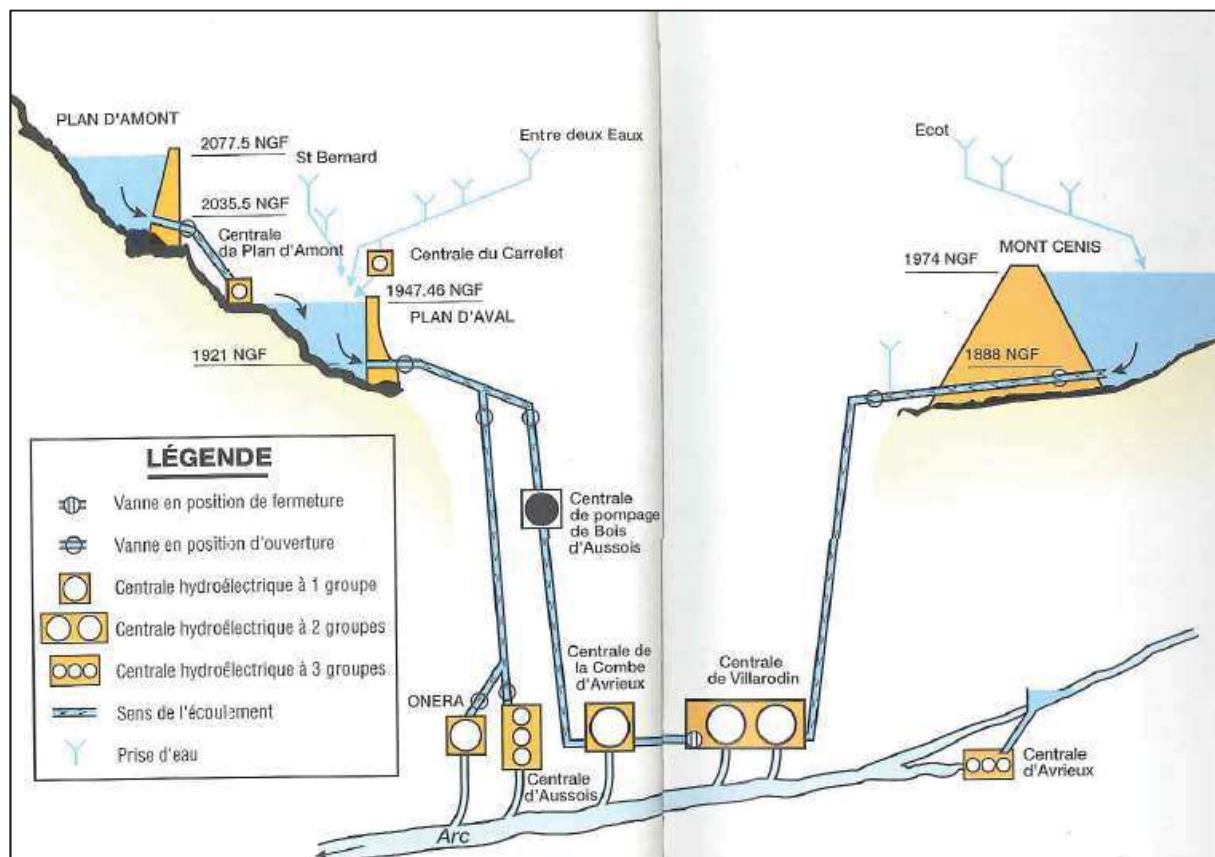 PLAN D'AMONT
2077.5 NGF
2035.5 NGF
Centrale
de Plan d'Amont
St Bernard
Entre deux Eaux
Centrale du Carrelet
1947.46 NGF
PLAN D'AVAL
1921 NGF
Ecot
MONT CENIS
1974 NGF
1888 NGF
Centrale
de pompage
de Bois
d'Aussois
LÉGENDE
Vanne en position de fermeture
Vanne en position d'ouverture
Centrale hydroélectrique à 1 groupe
Centrale hydroélectrique à 2 groupes
Centrale hydroélectrique à 3 groupes
Sens de l'écoulement
Prise d'eau
ONERA
Centrale
d'Aussois
Centrale de
la Combe
d'Avrieux
Centrale
de Villarodin
Centrale
d'Avrieux
Arc